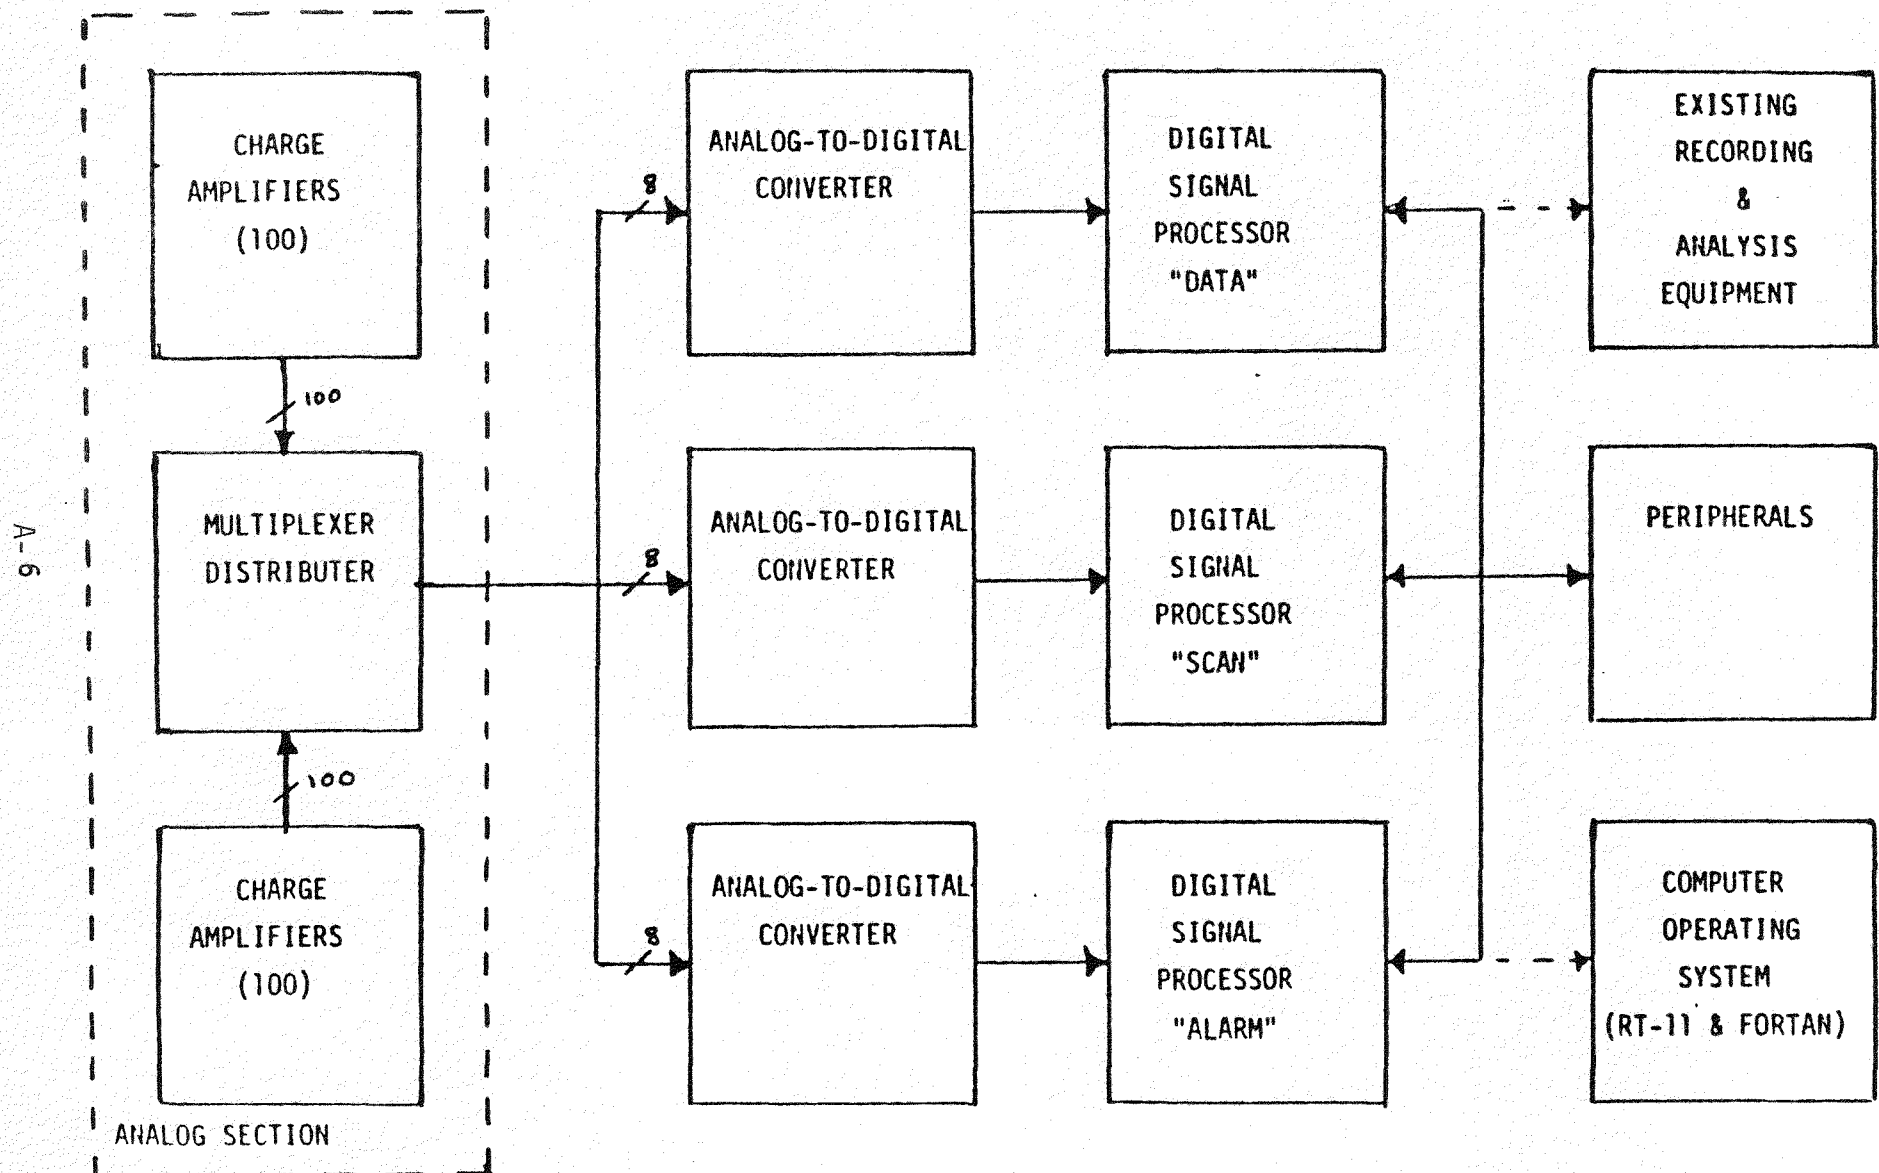 CHARGE
AMPLIFIERS
(100)
100
MULTIPLEXER
DISTRIBUTER
100
CHARGE
AMPLIFIERS
(100)
ANALOG SECTION
8
ANALOG-TO-DIGITAL
CONVERTER
8
ANALOG-TO-DIGITAL
CONVERTER
8
ANALOG-TO-DIGITAL
CONVERTER
DIGITAL
SIGNAL
PROCESSOR
"DATA"
DIGITAL
SIGNAL
PROCESSOR
"SCAN"
DIGITAL
SIGNAL
PROCESSOR
"ALARM"
EXISTING
RECORDING
&
ANALYSIS
EQUIPMENT
PERIPHERALS
COMPUTER
OPERATING
SYSTEM
(RT-11 & FORTAN)
A-6